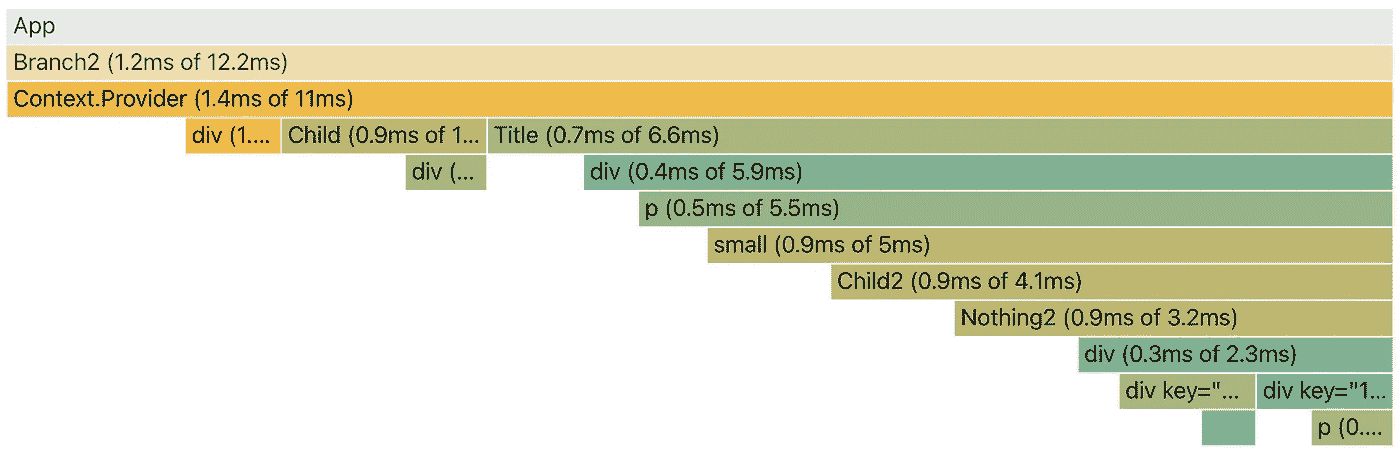 App
Branch2 (1.2ms of 12.2ms)
Context.Provider (1.4ms of 11ms)
div (1.... Child (0.9ms of 1... Title (0.7ms of 6.6ms)
div (... div (0.4ms of 5.9ms)
p (0.5ms of 5.5ms)
small (0.9ms of 5ms)
Child2 (0.9ms of 4.1ms)
Nothing2 (0.9ms of 3.2ms)
div (0.3ms of 2.3ms)
div key="... div key="1...
p (0....